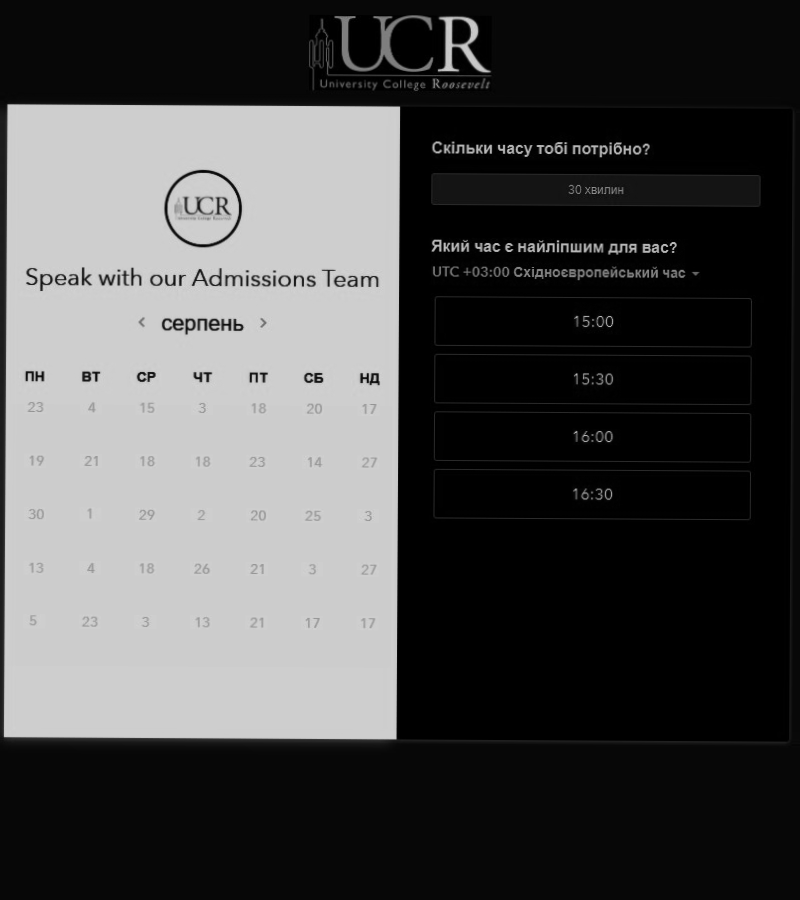 UCR
University College Roosevelt
UCR
University College Roosevelt
Speak with our Admissions Team
серпень
ПН ВТ СР ЧТ ПТ СБ НД
23 4 15 3 18 20 17
19 21 18 18 23 14 27
30 1 29 2 20 25 3
13 4 18 26 21 3 27
5 23 3 13 21 17 17
Скільки часу тобі потрібно?
30 хвилин
Який час є найліпшим для вас?
UTC +03:00 Східноєвропейський час
15:00
15:30
16:00
16:30